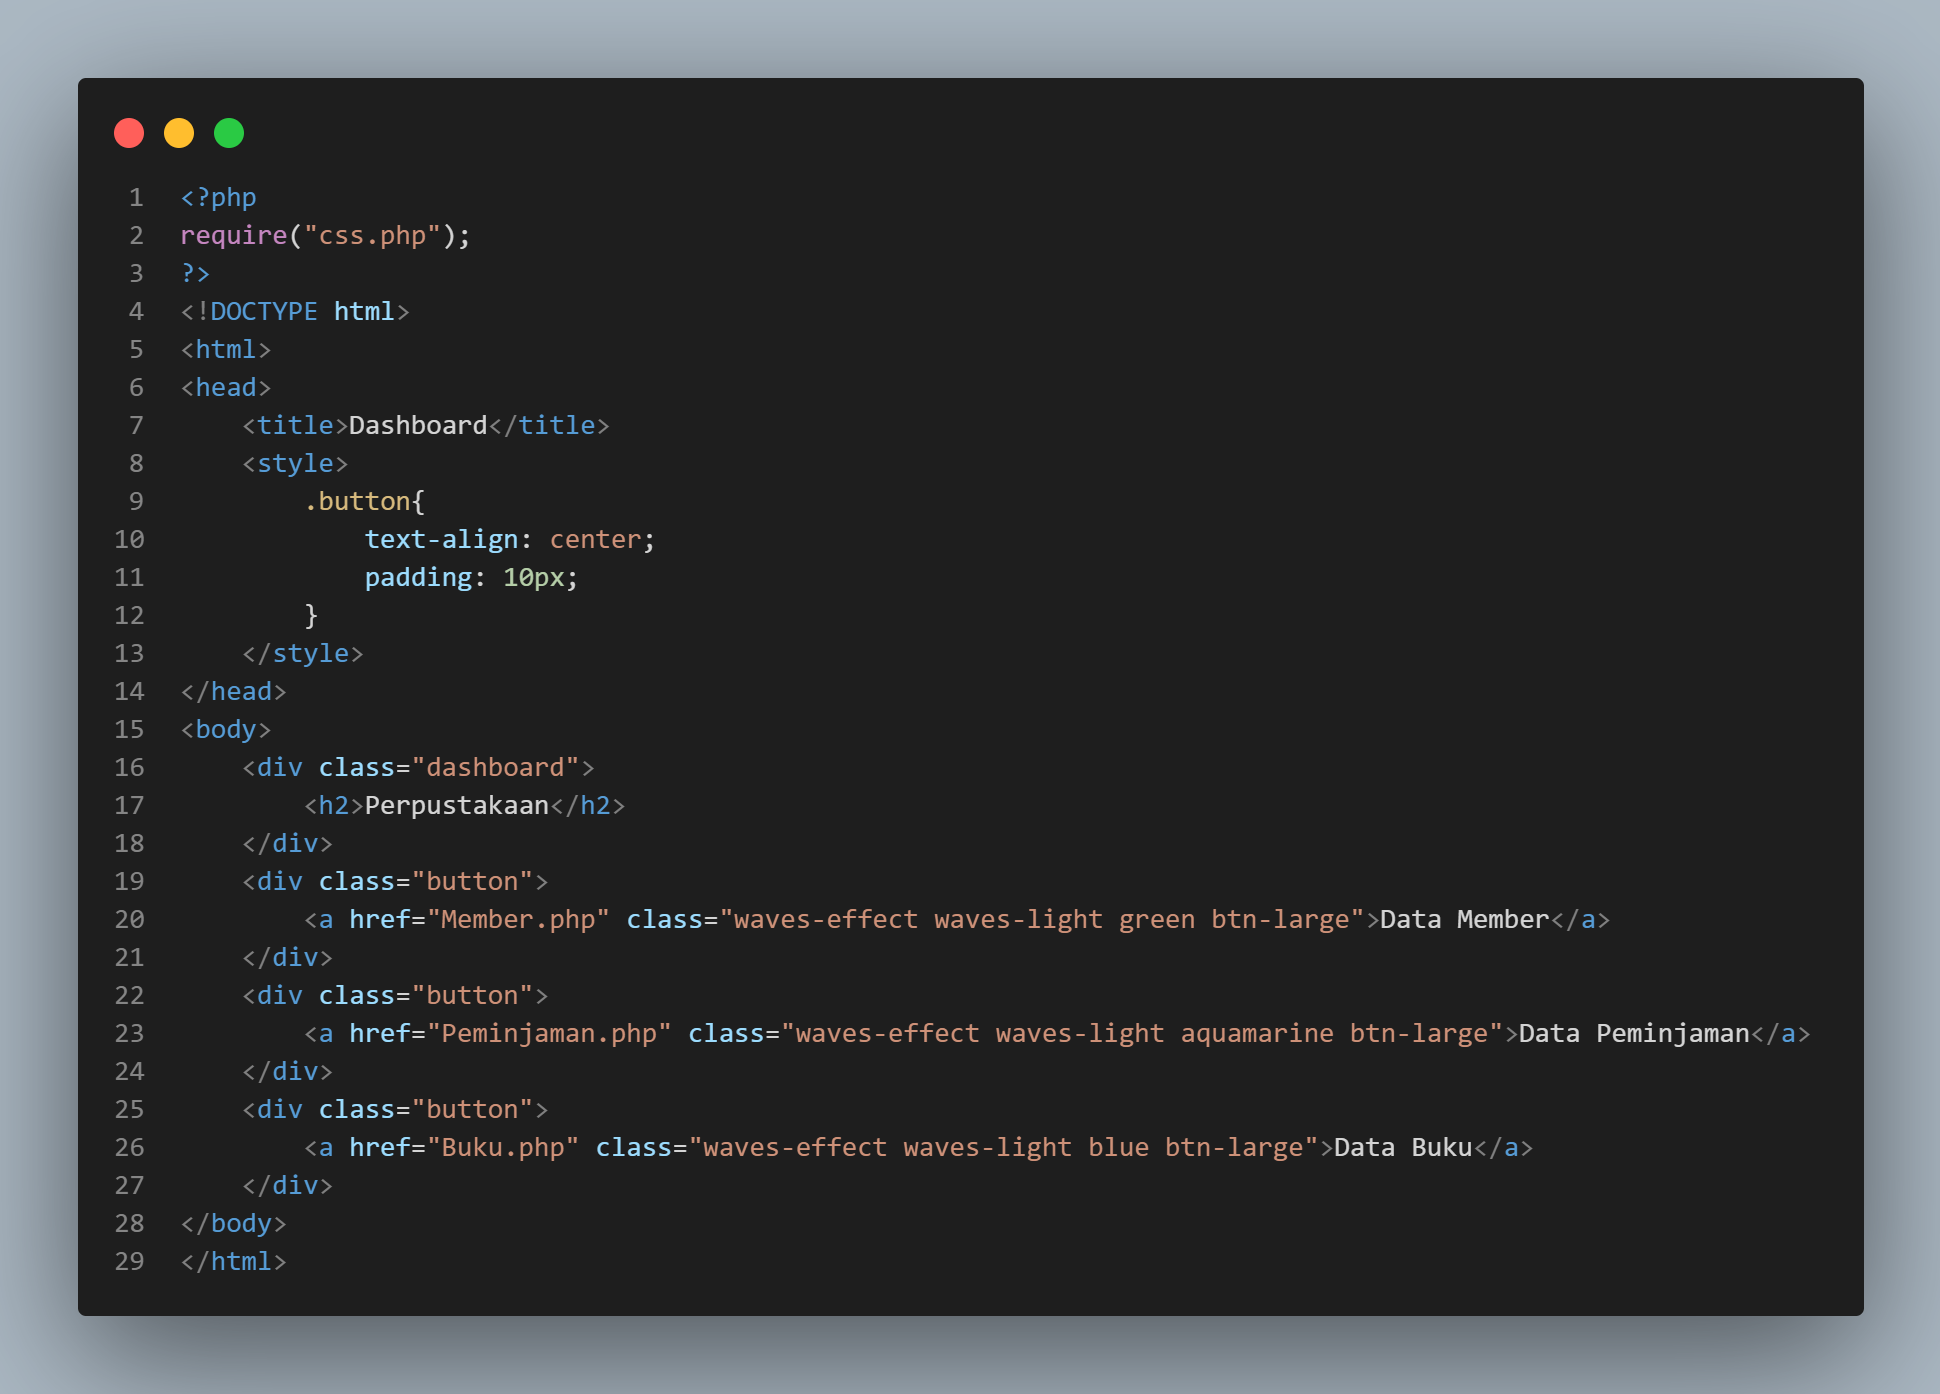 1 <?php
2 require("css.php");
3 ?>
4 <!DOCTYPE html>
5 <html>
6 <head>
7     <title>Dashboard</title>
8     <style>
9         .button{
10             text-align: center;
11             padding: 10px;
12         }
13     </style>
14 </head>
15 <body>
16     <div class="dashboard">
17         <h2>Perpustakaan</h2>
18     </div>
19     <div class="button">
20         <a href="Member.php" class="waves-effect waves-light green btn-large">Data Member</a>
21     </div>
22     <div class="button">
23         <a href="Peminjaman.php" class="waves-effect waves-light aquamarine btn-large">Data Peminjaman</a>
24     </div>
25     <div class="button">
26         <a href="Buku.php" class="waves-effect waves-light blue btn-large">Data Buku</a>
27     </div>
28 </body>
29 </html>